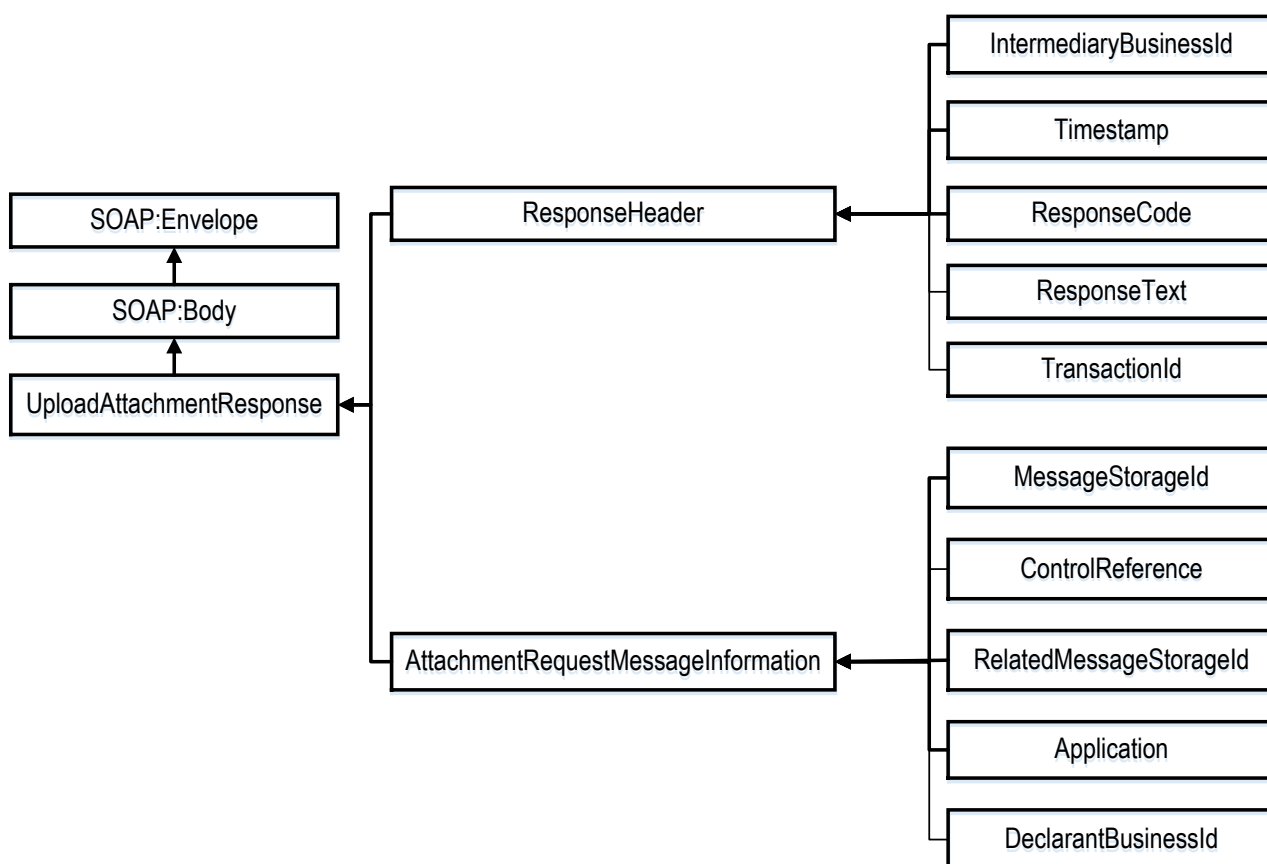 SOAP:Envelope
SOAP:Body
UploadAttachmentResponse
ResponseHeader
AttachmentRequestMessageInformation
IntermediaryBusinessId
Timestamp
ResponseCode
ResponseText
TransactionId
MessageStorageId
ControlReference
RelatedMessageStorageId
Application
DeclarantBusinessId